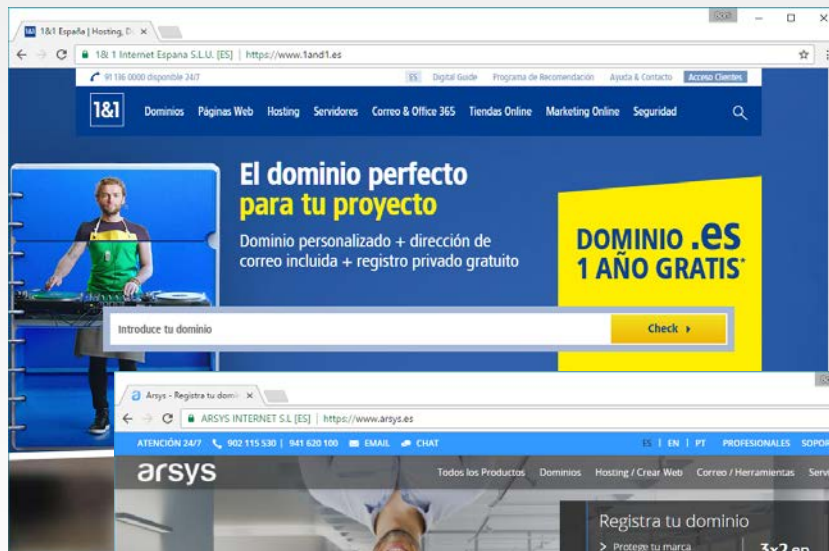 1&1 España | Hosting, D
1& 1 Internet Espana S.L.U. [ES] | https://www.1and1.es
91 136 0000 disponible 24/7 ES Digital Guide Programa de Recomendación Ayuda & Contacto Acceso Clientes
1&1 Dominios Páginas Web Hosting Servidores Correo & Office 365 Tiendas Online Marketing Online Seguridad
El dominio perfecto
para tu proyecto
Dominio personalizado + dirección de
correo incluida + registro privado gratuito
DOMINIO .es
1 AÑO GRATIS*
Introduce tu dominio Check
Arsys - Registra tu domi
ARSYS INTERNET S.L [ES] | https://www.arsys.es
ATENCIÓN 24/7 902 115 530 | 941 620 100 EMAIL CHAT ES | EN | PT PROFESIONALES SOPOR
arsys Todos los Productos Dominios Hosting / Crear Web Correo / Herramientas Servi
Registra tu dominio
> Protege tu marca 3x2 en